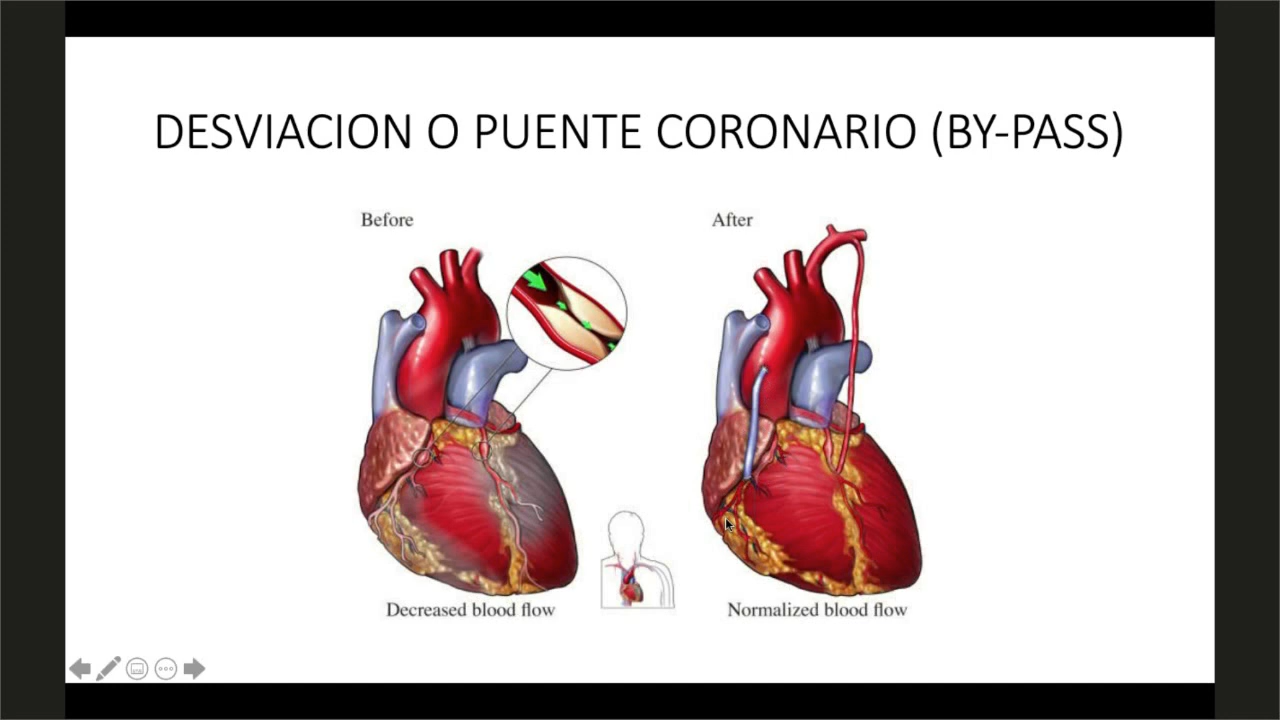 DESVIACION O PUENTE CORONARIO (BY-PASS)
Before
After
Decreased blood flow
Normalized blood flow